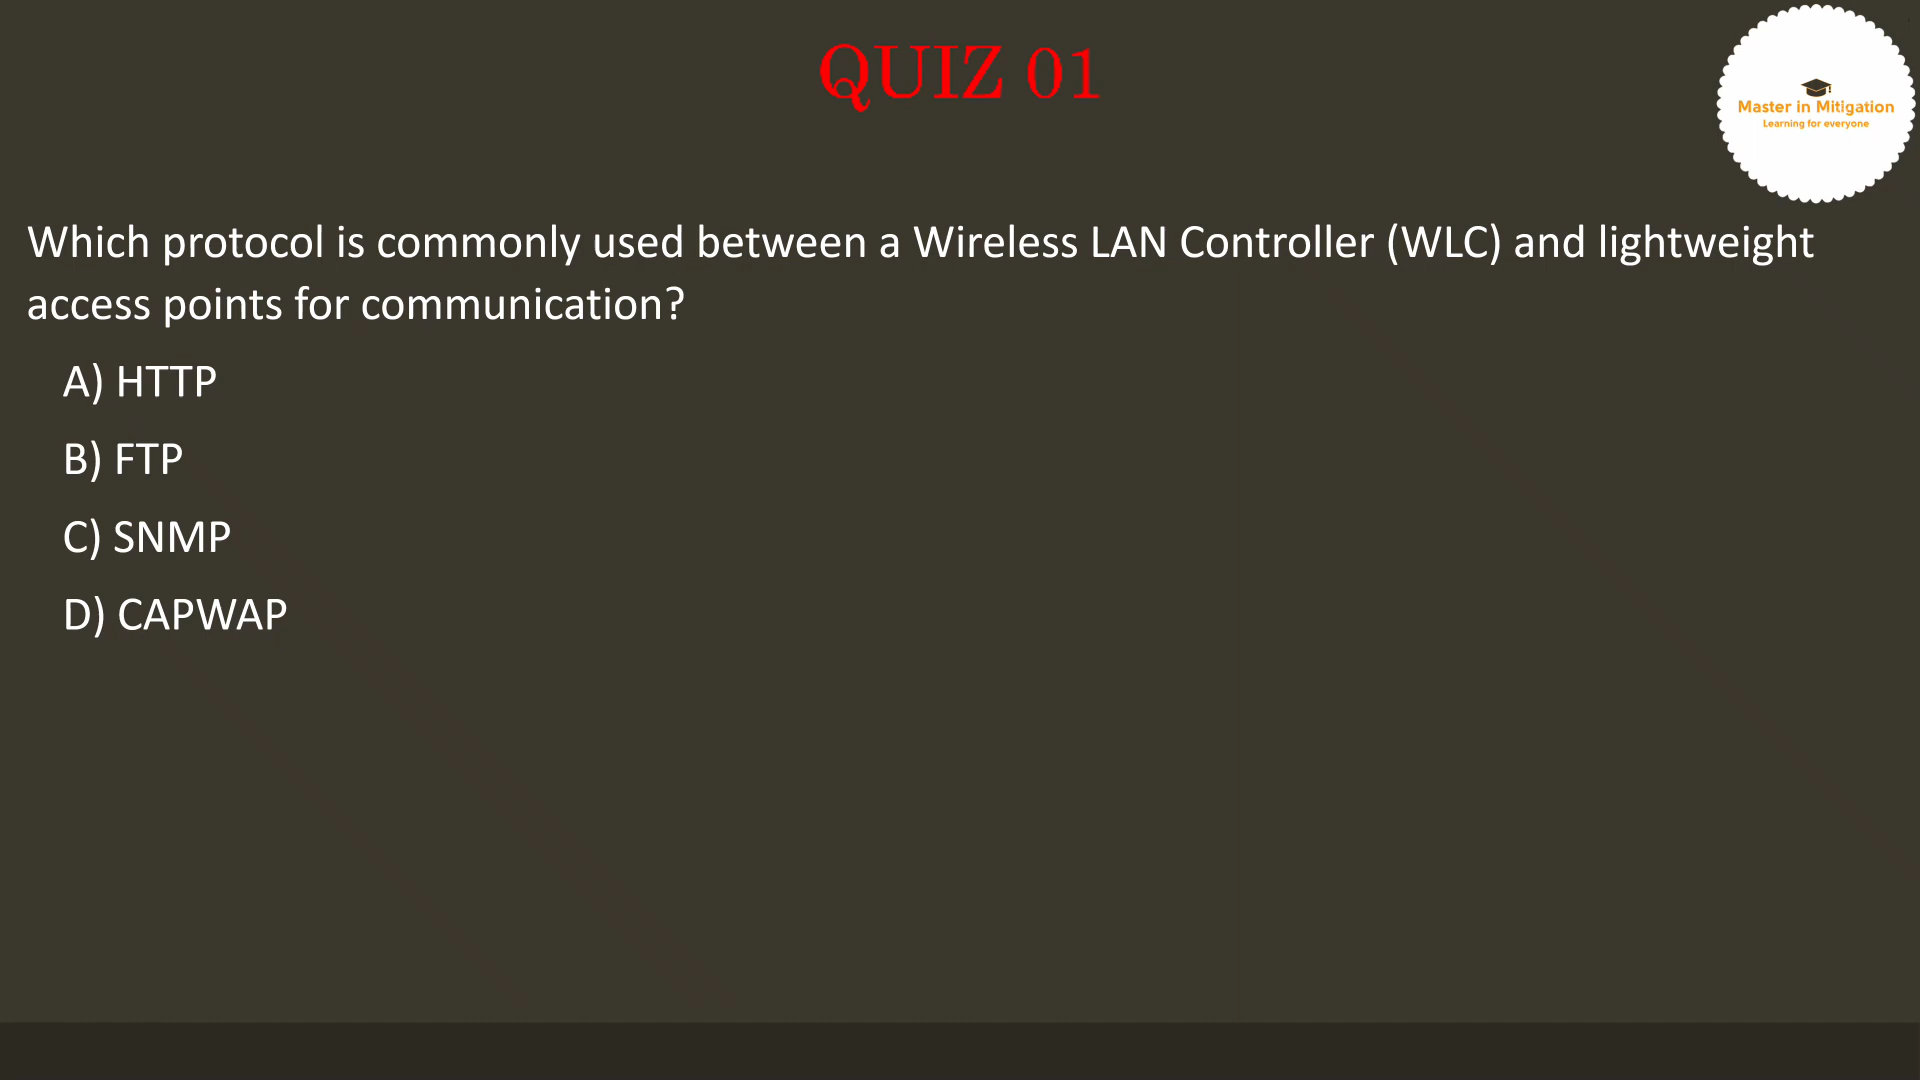 QUIZ 01
Master in Mitigation
Learning for everyone
Which protocol is commonly used between a Wireless LAN Controller (WLC) and lightweight
access points for communication?
A) HTTP
B) FTP
C) SNMP
D) CAPWAP